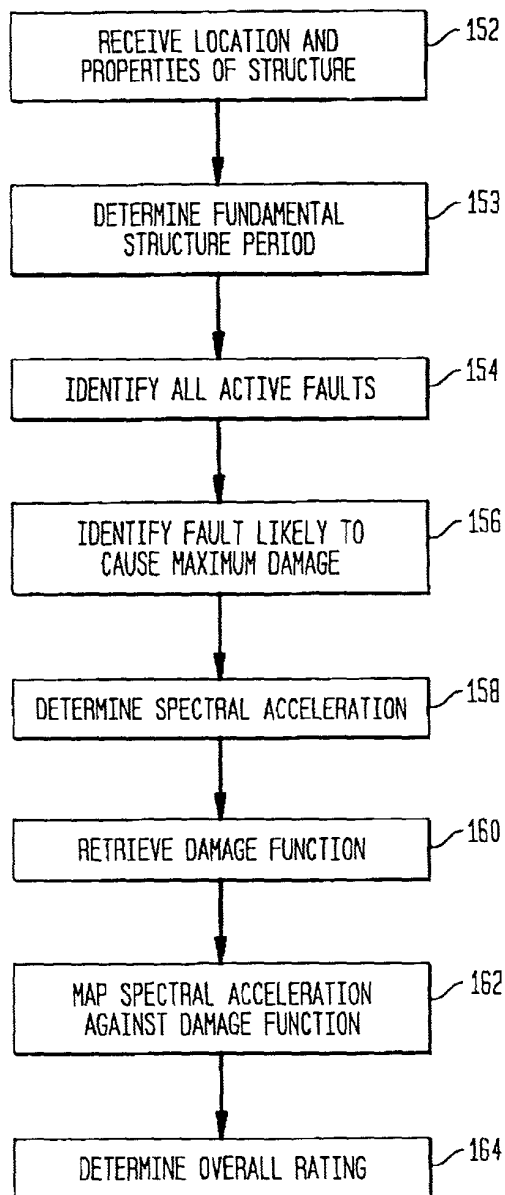 RECEIVE LOCATION AND
PROPERTIES OF STRUCTURE
152
DETERMINE FUNDAMENTAL
STRUCTURE PERIOD
153
IDENTIFY ALL ACTIVE FAULTS
154
IDENTIFY FAULT LIKELY TO
CAUSE MAXIMUM DAMAGE
156
DETERMINE SPECTRAL ACCELERATION
158
RETRIEVE DAMAGE FUNCTION
160
MAP SPECTRAL ACCELERATION
AGAINST DAMAGE FUNCTION
162
DETERMINE OVERALL RATING
164